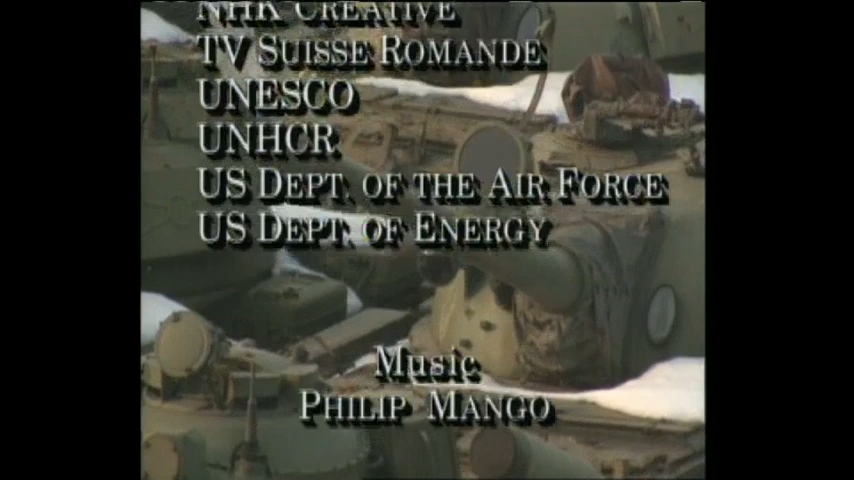 NHK CREATIVE
TV SUISSE ROMANDE
UNESCO
UNHCR
US DEPT. OF THE AIR FORCE
US DEPT. OF ENERGY
Music
PHILIP MANGO